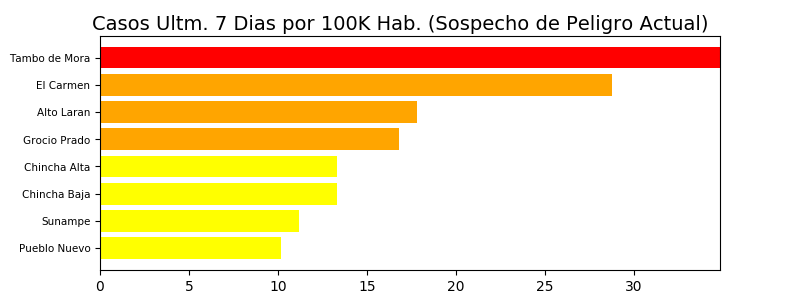 Casos Ultm. 7 Dias por 100K Hab. (Sospecho de Peligro Actual)
Tambo de Mora
El Carmen
Alto Laran
Grocio Prado
Chincha Alta
Chincha Baja
Sunampe
Pueblo Nuevo
0 5 10 15 20 25 30